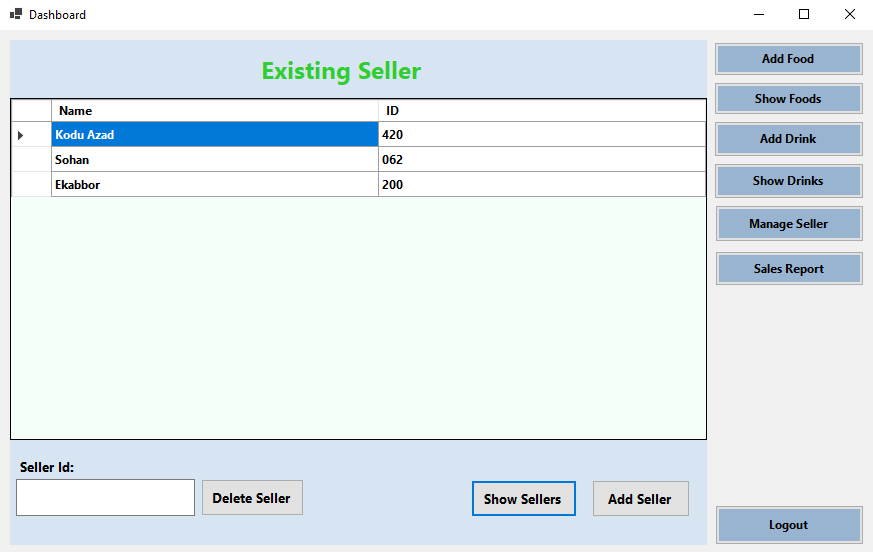 Dashboard
Existing Seller
Name ID
Kodu Azad 420
Sohan 062
Ekabbor 200
Seller Id:
Delete Seller
Show Sellers
Add Seller
Add Food
Show Foods
Add Drink
Show Drinks
Manage Seller
Sales Report
Logout